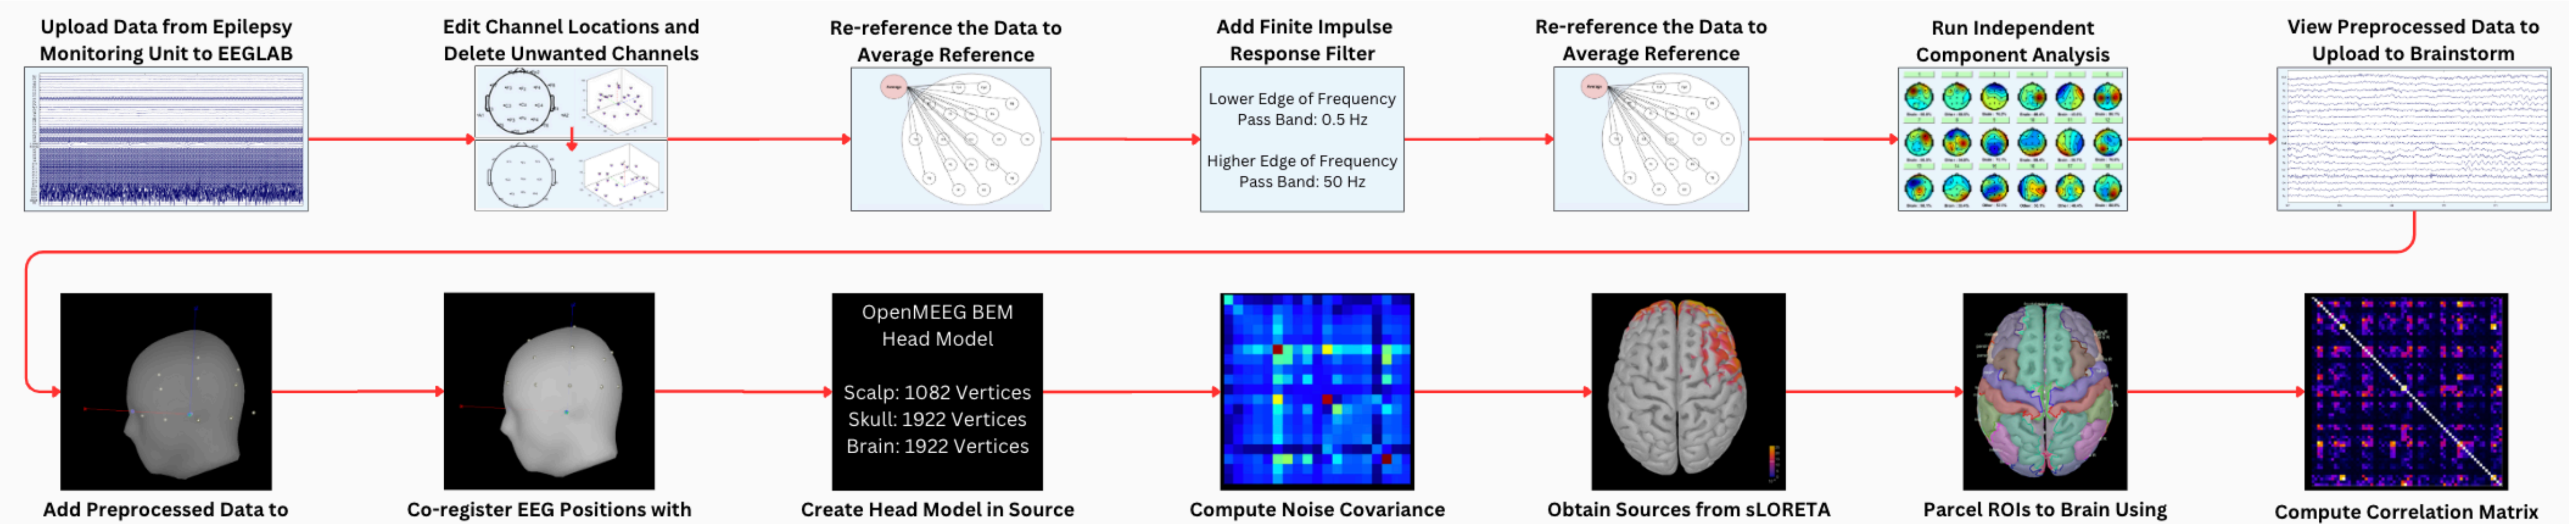 Upload Data from Epilepsy
Monitoring Unit to EEGLAB
Edit Channel Locations and
Delete Unwanted Channels
Re-reference the Data to
Average Reference
Average
Add Finite Impulse
Response Filter
Lower Edge of Frequency
Pass Band: 0.5 Hz
Higher Edge of Frequency
Pass Band: 50 Hz
Re-reference the Data to
Average Reference
Average
Run Independent
Component Analysis
View Preprocessed Data to
Upload to Brainstorm
Add Preprocessed Data to
Co-register EEG Positions with
OpenMEEG BEM
Head Model
Scalp: 1082 Vertices
Skull: 1922 Vertices
Brain: 1922 Vertices
Create Head Model in Source
Compute Noise Covariance
Obtain Sources from sLORETA
Parcel ROIs to Brain Using
Compute Correlation Matrix